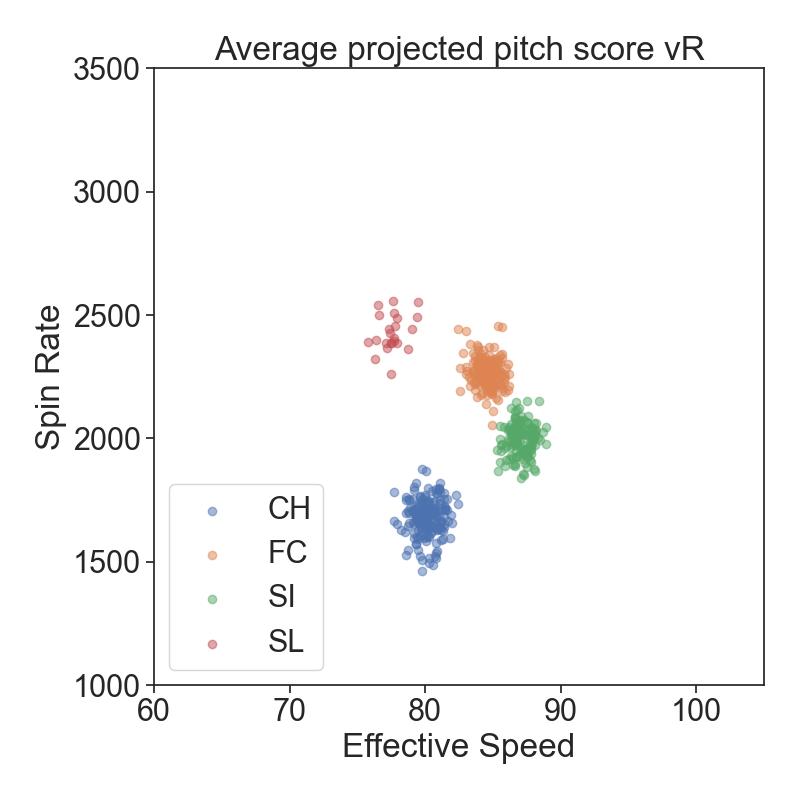 Average projected pitch score vR
3500
3000
2500
2000
1500
1000
Spin Rate
CH
FC
SI
SL
60 70 80 90 100
Effective Speed